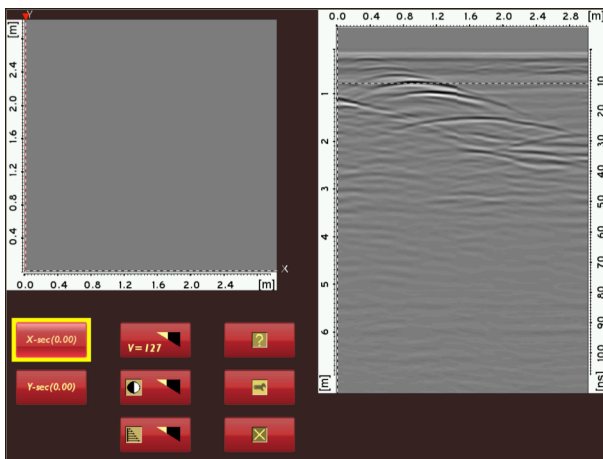 Y
[m]
2.4
2.0
1.6
1.2
0.8
0.4
X
0.0 0.4 0.8 1.2 1.6 2.0 2.4 [m]
0.0 0.4 0.8 1.2 1.6 2.0 2.4 2.8 [m]
1
2
3
4
5
6
[m]
10
20
30
40
50
60
70
80
90
100
[ns]
X-sec(0.00)
V=127
?
Y-sec(0.00)